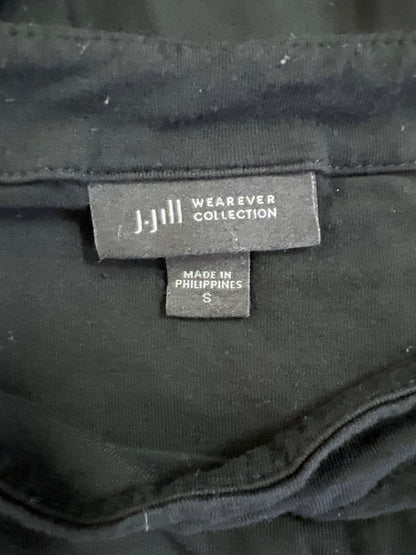 J.Jill WEAREVER
COLLECTION
MADE IN
PHILIPPINES
S